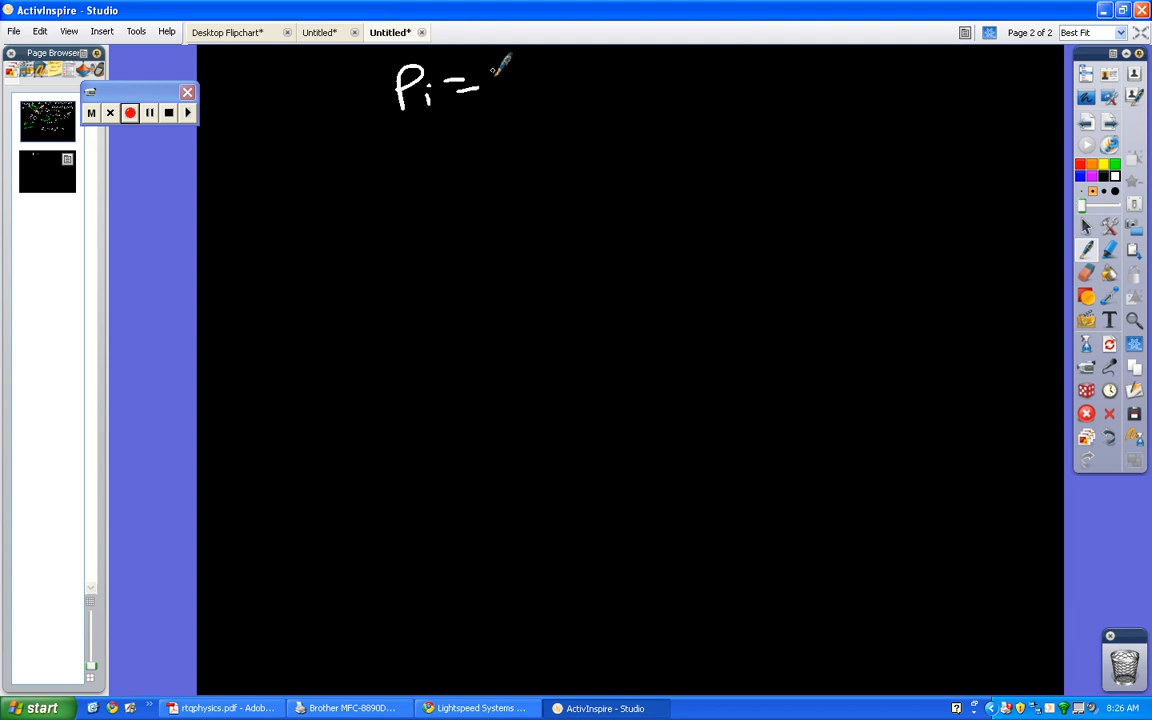 ActivInspire - Studio
File Edit View Insert Tools Help Desktop Flipchart* Untitled* Untitled* Page 2 of 2 Best Fit
Page Browser
M
Pi =
T
start rtqphysics.pdf - Adob... Brother MFC-8890D... Lightspeed Systems ... ActivInspire - Studio 8:26 AM